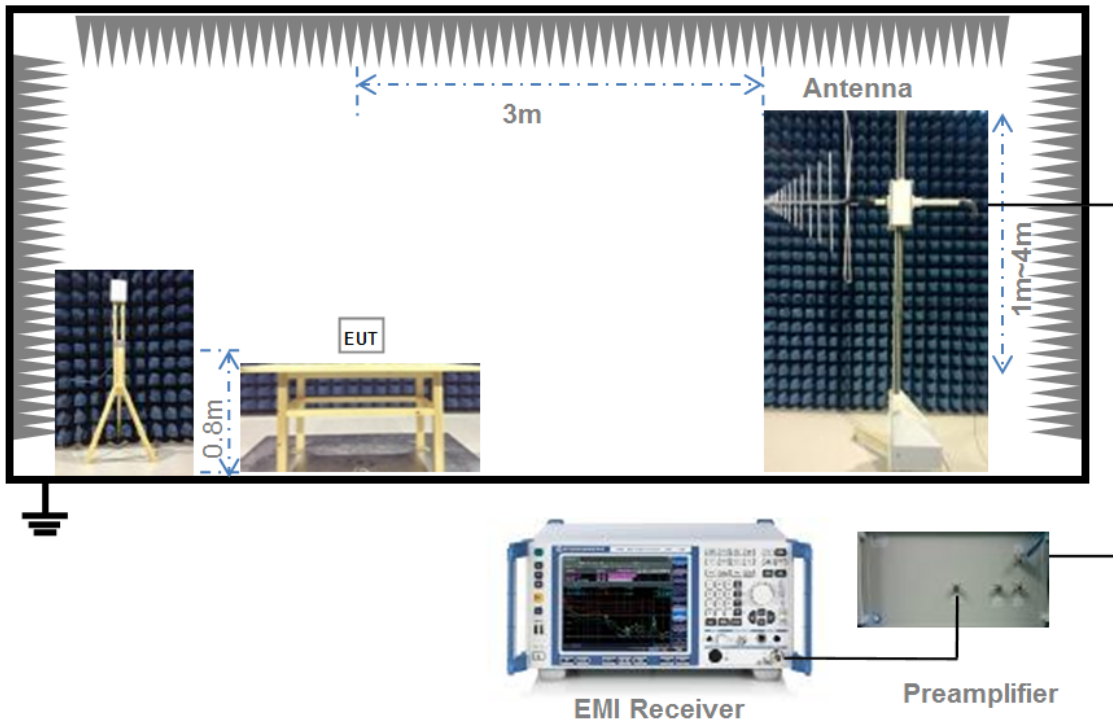 Antenna
3m
1m~4m
EUT
0.8m
EMI Receiver
Preamplifier